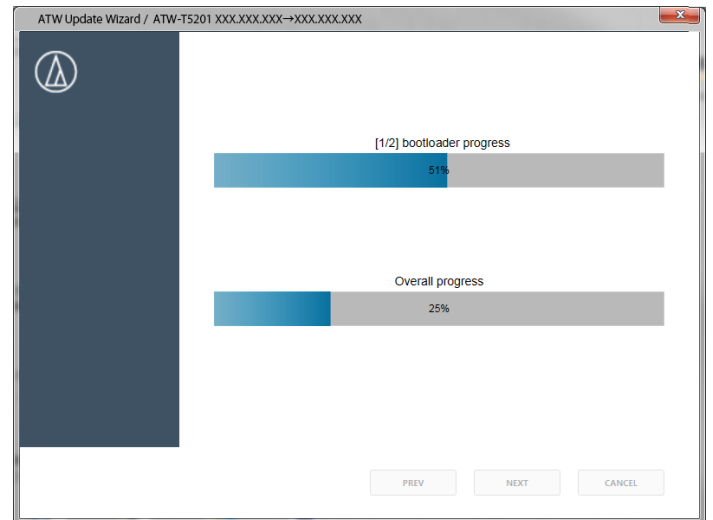 ATW Update Wizard / ATW-T5201 XXX.XXX.XXX→XXX.XXX.XXX
[1/2] bootloader progress
51%
Overall progress
25%
PREV NEXT CANCEL